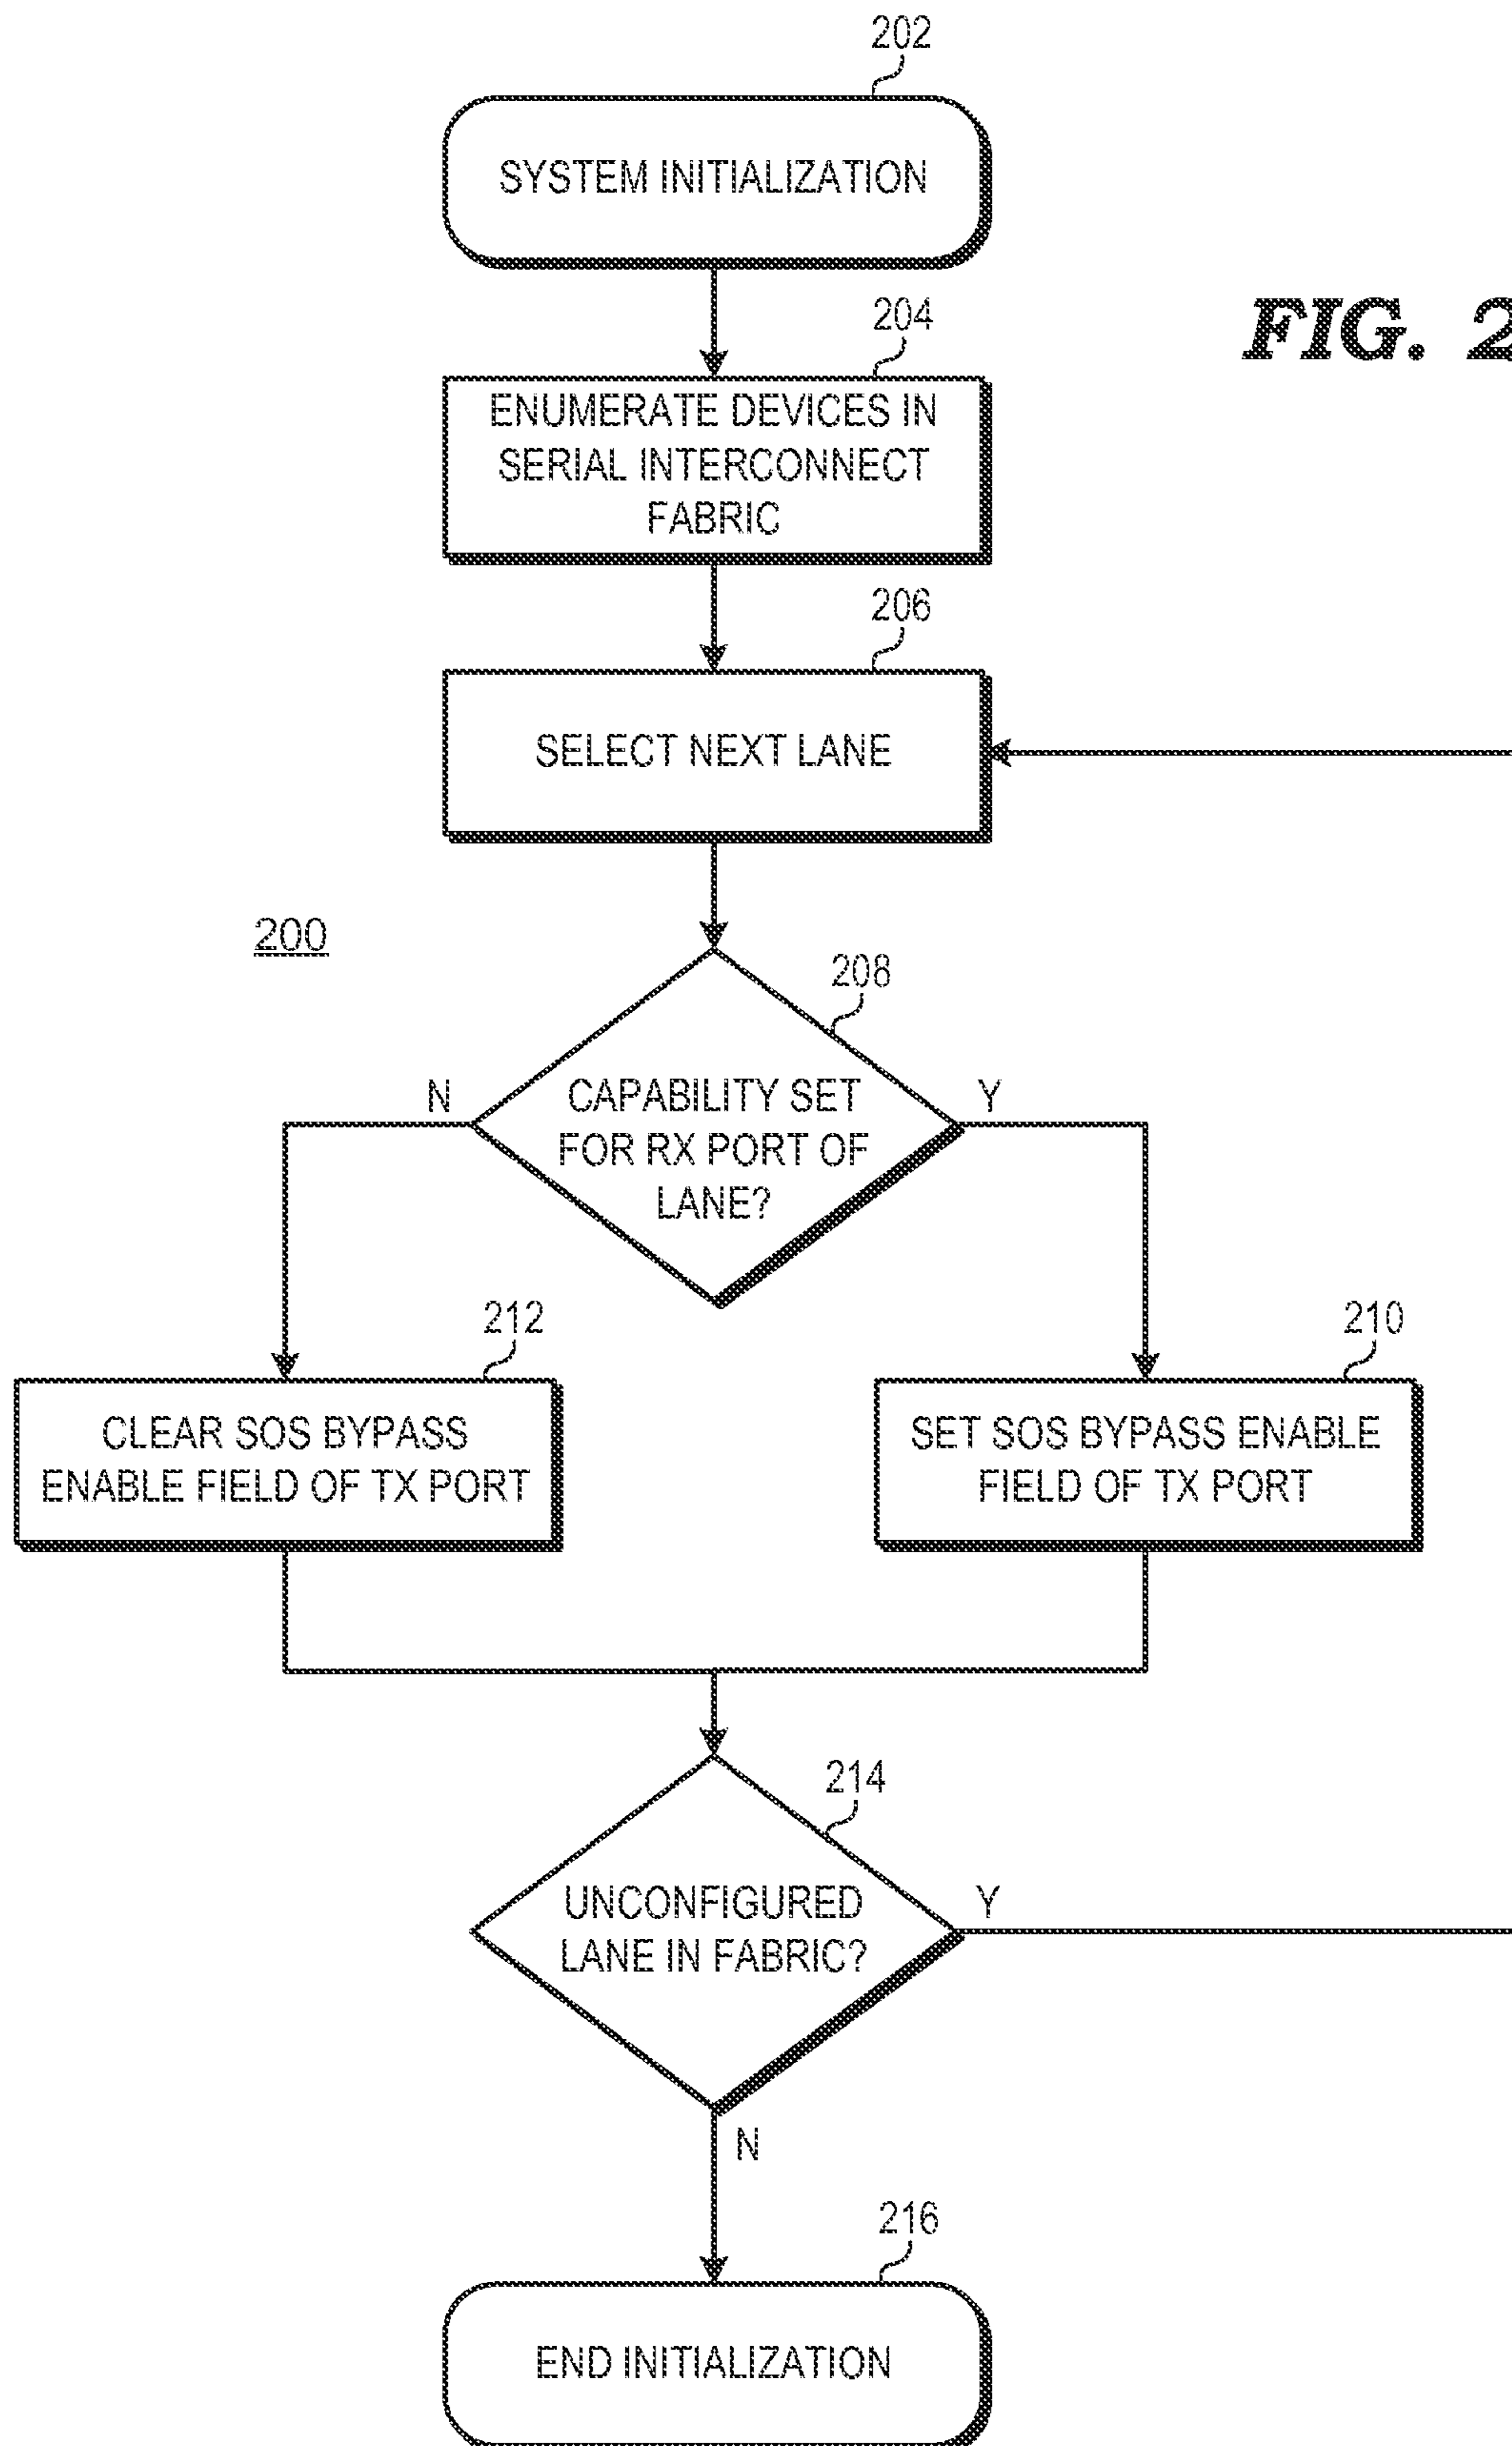 202
SYSTEM INITIALIZATION
204
FIG. 2
ENUMERATE DEVICES IN
SERIAL INTERCONNECT
FABRIC
206
SELECT NEXT LANE
200
208
N
CAPABILITY SET
FOR RX PORT OF
LANE?
Y
212
210
CLEAR SOS BYPASS
ENABLE FIELD OF TX PORT
SET SOS BYPASS ENABLE
FIELD OF TX PORT
214
UNCONFIGURED
LANE IN FABRIC?
Y
N
216
END INITIALIZATION